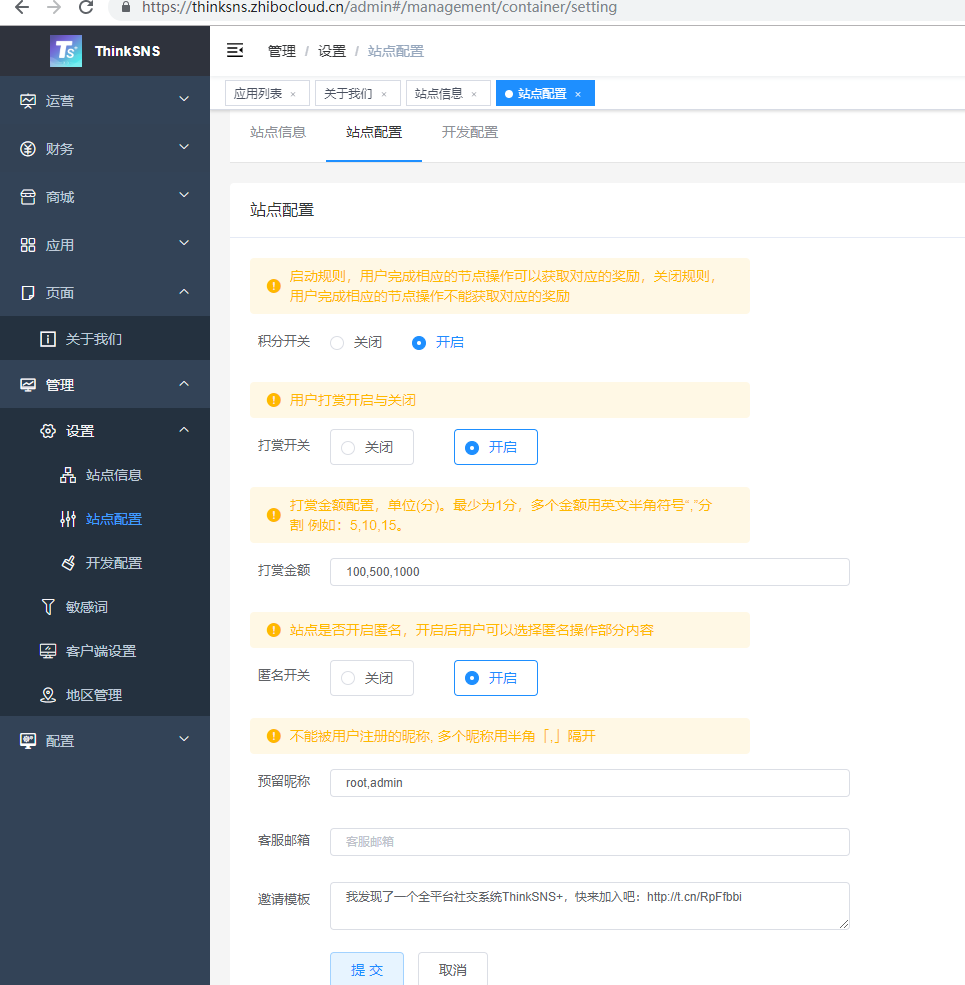 https://thinksns.zhibocloud.cn/admin#/management/container/setting
ThinkSNS
运营
财务
商城
应用
页面
关于我们
管理
设置
站点信息
站点配置
开发配置
敏感词
客户端设置
地区管理
配置
管理 / 设置 / 站点配置
应用列表 × 关于我们 × 站点信息 × 站点配置 ×
站点信息 站点配置 开发配置
站点配置
启动规则，用户完成相应的节点操作可以获取对应的奖励，关闭规则，
用户完成相应的节点操作不能获取对应的奖励
积分开关 关闭 开启
用户打赏开启与关闭
打赏开关 关闭 开启
打赏金额配置，单位(分)。最少为1分，多个金额用英文半角符号“,”分
割 例如：5,10,15。
打赏金额 100,500,1000
站点是否开启匿名，开启后用户可以选择匿名操作部分内容
匿名开关 关闭 开启
不能被用户注册的昵称, 多个昵称用半角「,」隔开
预留昵称 root,admin
客服邮箱 客服邮箱
邀请模板 我发现了一个全平台社交系统ThinkSNS+，快来加入吧：http://t.cn/RpFfbbi
提 交 取消